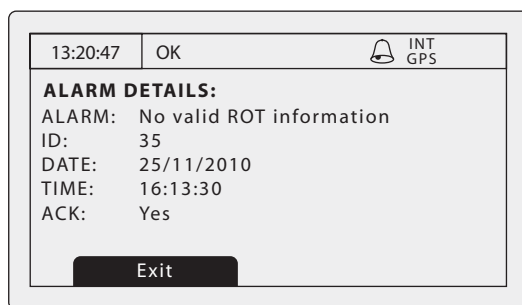 13:20:47 OK INT
GPS
ALARM DETAILS:
ALARM: No valid ROT information
ID: 35
DATE: 25/11/2010
TIME: 16:13:30
ACK: Yes
Exit